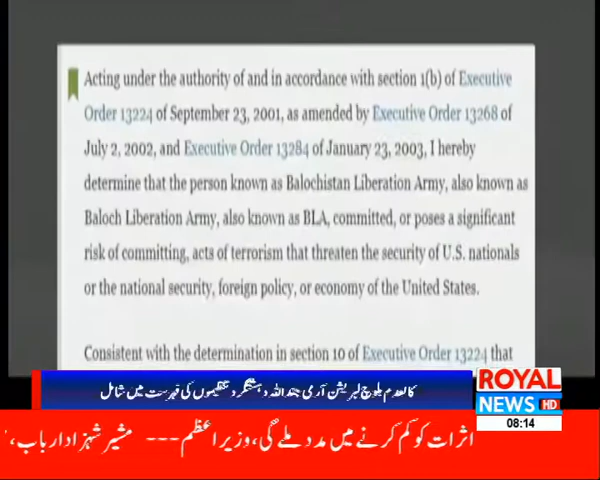 Acting under the authority of and in accordance with section 1(b) of Executive
Order 13224 of September 23, 2001, as amended by Executive Order 13268 of
July 2, 2002, and Executive Order 13284 of January 23, 2003, I hereby
determine that the person known as Balochistan Liberation Army, also known as
Baloch Liberation Army, also known as BLA, committed, or poses a significant
risk of committing, acts of terrorism that threaten the security of U.S. nationals
or the national security, foreign policy, or economy of the United States.
Consistent with the determination in section 10 of Executive Order 13224 that
کالعدم بلوچ لبریشن آرمی جنداللہ دہشتگرد تنظیموں کی فہرست میں شامل
ROYAL
NEWS HD
08:14
اثرات کو کم کرنے میں مدد ملے گی، وزیراعظم --- مشیر شہزاد ارباب،